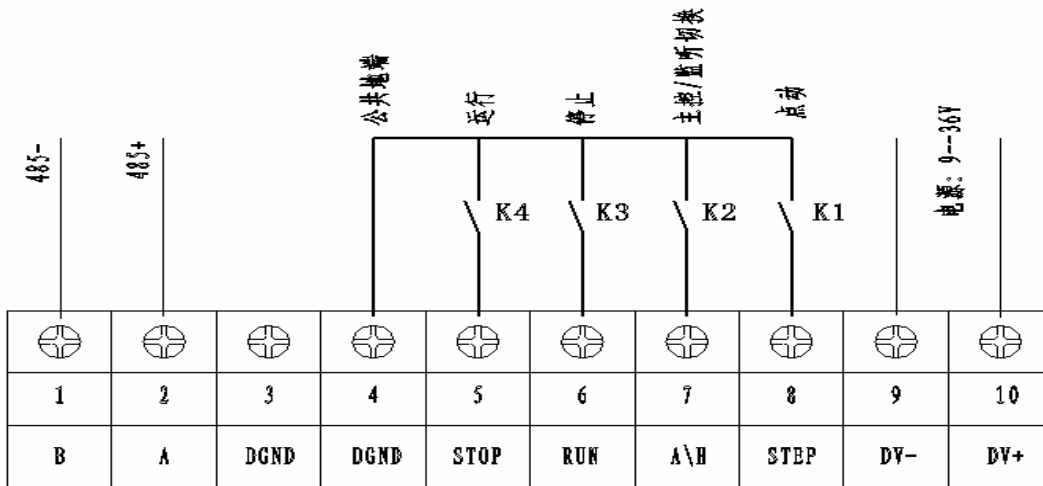 485-
485+
公共地端
运行
停止
主控/监听切换
点动
电源: 9--36V
K4
K3
K2
K1
1 2 3 4 5 6 7 8 9 10
B A DGND DGND STOP RUN A\H STEP DV- DV+